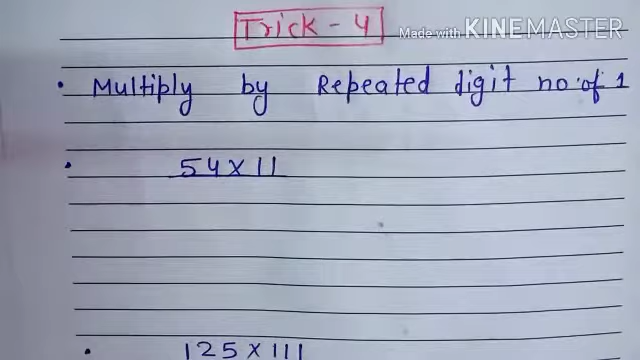 Trick - 4
Made with KINEMASTER
• Multiply by Repeated digit no. of 1
• 54 x 11
• 125 x 111